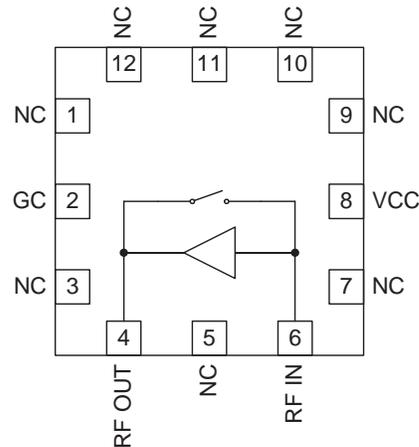 NC
NC
NC
12
11
10
NC 1
9 NC
GC 2
8 VCC
NC 3
7 NC
4
5
6
RF OUT
NC
RF IN